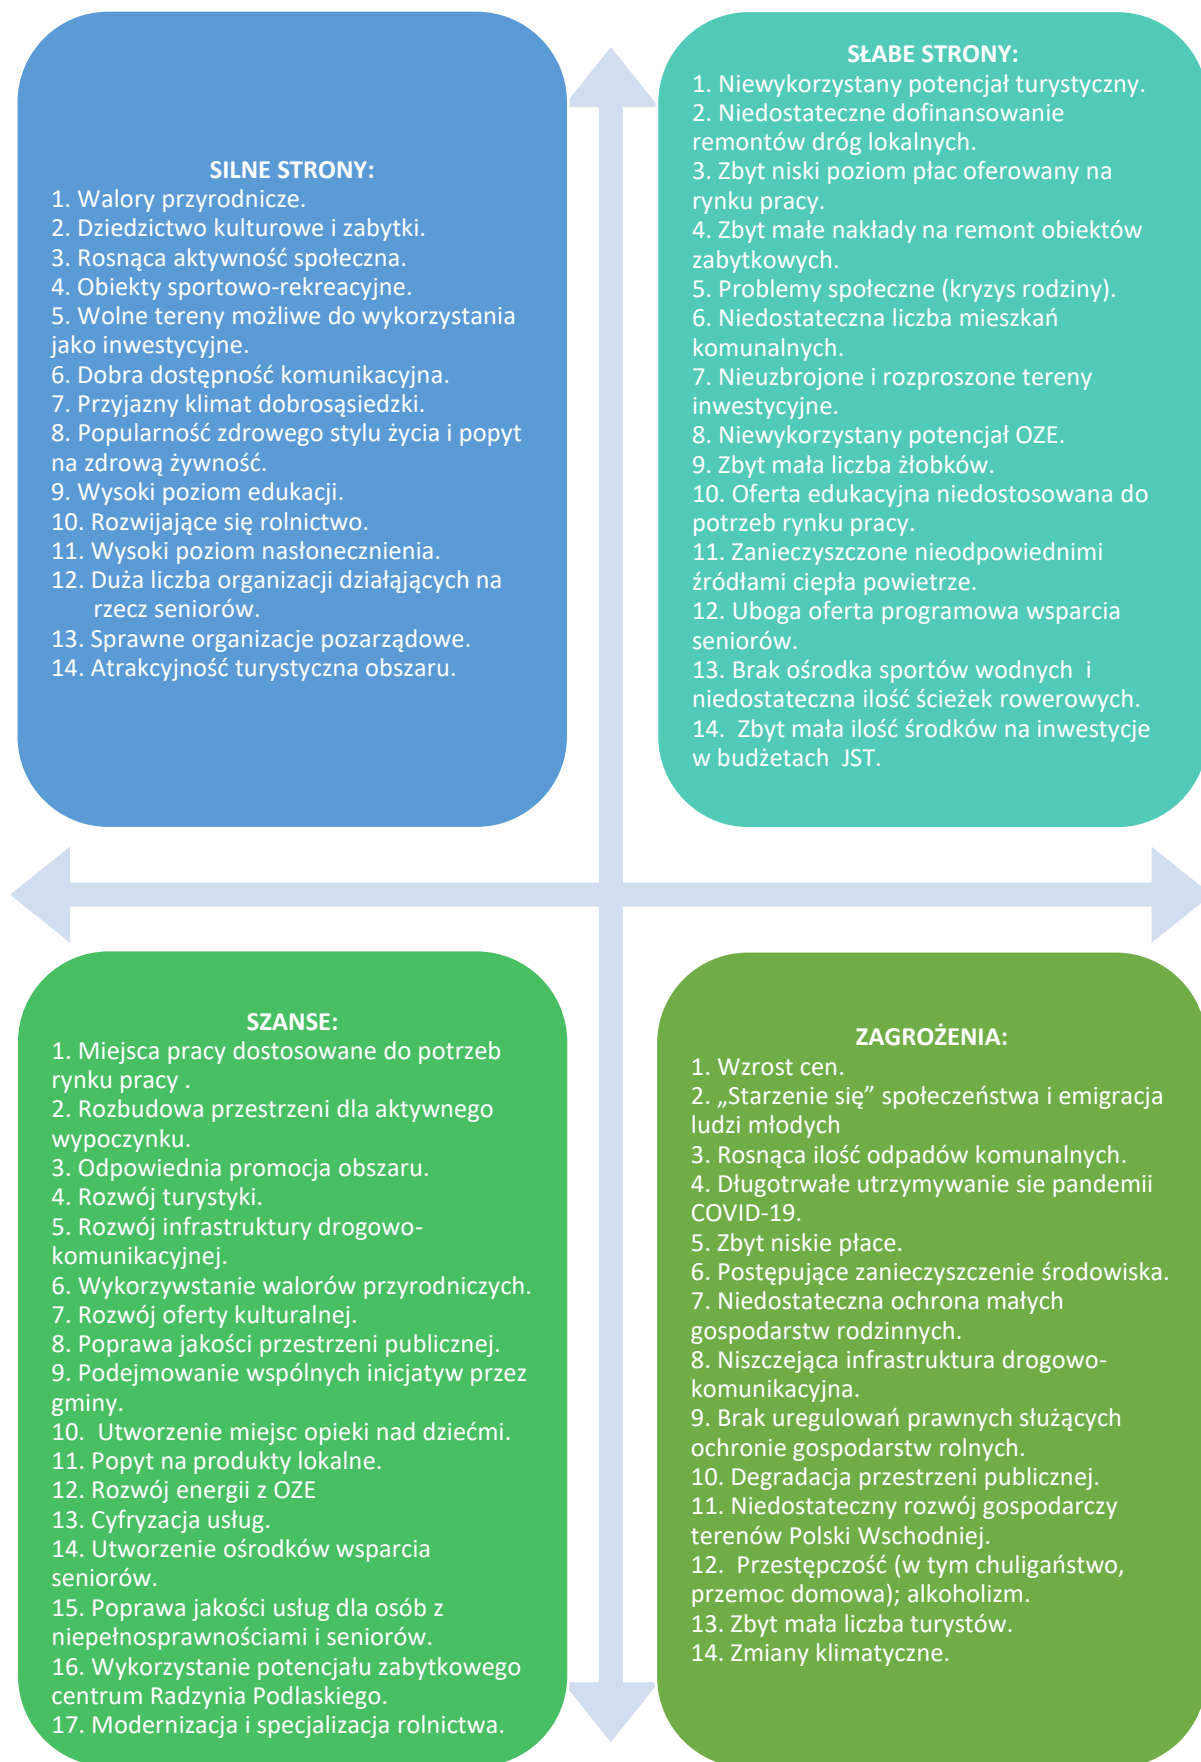 SILNE STRONY:
1. Walory przyrodnicze.
2. Dziedzictwo kulturowe i zabytki.
3. Rosnąca aktywność społeczna.
4. Obiekty sportowo-rekreacyjne.
5. Wolne tereny możliwe do wykorzystania
jako inwestycyjne.
6. Dobra dostępność komunikacyjna.
7. Przyjazny klimat dobrosąsiedzki.
8. Popularność zdrowego stylu życia i popyt
na zdrową żywność.
9. Wysoki poziom edukacji.
10. Rozwijające się rolnictwo.
11. Wysoki poziom nasłonecznienia.
12. Duża liczba organizacji działąjących na
rzecz seniorów.
13. Sprawne organizacje pozarządowe.
14. Atrakcyjność turystyczna obszaru.
SŁABE STRONY:
1. Niewykorzystany potencjał turystyczny.
2. Niedostateczne dofinansowanie
remontów dróg lokalnych.
3. Zbyt niski poziom płac oferowany na
rynku pracy.
4. Zbyt małe nakłady na remont obiektów
zabytkowych.
5. Problemy społeczne (kryzys rodziny).
6. Niedostateczna liczba mieszkań
komunalnych.
7. Nieuzbrojone i rozproszone tereny
inwestycyjne.
8. Niewykorzystany potencjał OZE.
9. Zbyt mała liczba żłobków.
10. Oferta edukacyjna niedostosowana do
potrzeb rynku pracy.
11. Zanieczyszczone nieodpowiednimi
źródłami ciepła powietrze.
12. Uboga oferta programowa wsparcia
seniorów.
13. Brak ośrodka sportów wodnych i
niedostateczna ilość ścieżek rowerowych.
14. Zbyt mała ilość środków na inwestycje
w budżetach JST.
SZANSE:
1. Miejsca pracy dostosowane do potrzeb
rynku pracy .
2. Rozbudowa przestrzeni dla aktywnego
wypoczynku.
3. Odpowiednia promocja obszaru.
4. Rozwój turystyki.
5. Rozwój infrastruktury drogowo-
komunikacyjnej.
6. Wykorzywstanie walorów przyrodniczych.
7. Rozwój oferty kulturalnej.
8. Poprawa jakości przestrzeni publicznej.
9. Podejmowanie wspólnych inicjatyw przez
gminy.
10. Utworzenie miejsc opieki nad dziećmi.
11. Popyt na produkty lokalne.
12. Rozwój energii z OZE
13. Cyfryzacja usług.
14. Utworzenie ośrodków wsparcia
seniorów.
15. Poprawa jakości usług dla osób z
niepełnosprawnościami i seniorów.
16. Wykorzystanie potencjału zabytkowego
centrum Radzynia Podlaskiego.
17. Modernizacja i specjalizacja rolnictwa.
ZAGROŻENIA:
1. Wzrost cen.
2. „Starzenie się” społeczeństwa i emigracja
ludzi młodych
3. Rosnąca ilość odpadów komunalnych.
4. Długotrwałe utrzymywanie sie pandemii
COVID-19.
5. Zbyt niskie płace.
6. Postępujące zanieczyszczenie środowiska.
7. Niedostateczna ochrona małych
gospodarstw rodzinnych.
8. Niszczejąca infrastruktura drogowo-
komunikacyjna.
9. Brak uregulowań prawnych służących
ochronie gospodarstw rolnych.
10. Degradacja przestrzeni publicznej.
11. Niedostateczny rozwój gospodarczy
terenów Polski Wschodniej.
12. Przestępczość (w tym chuligaństwo,
przemoc domowa); alkoholizm.
13. Zbyt mała liczba turystów.
14. Zmiany klimatyczne.